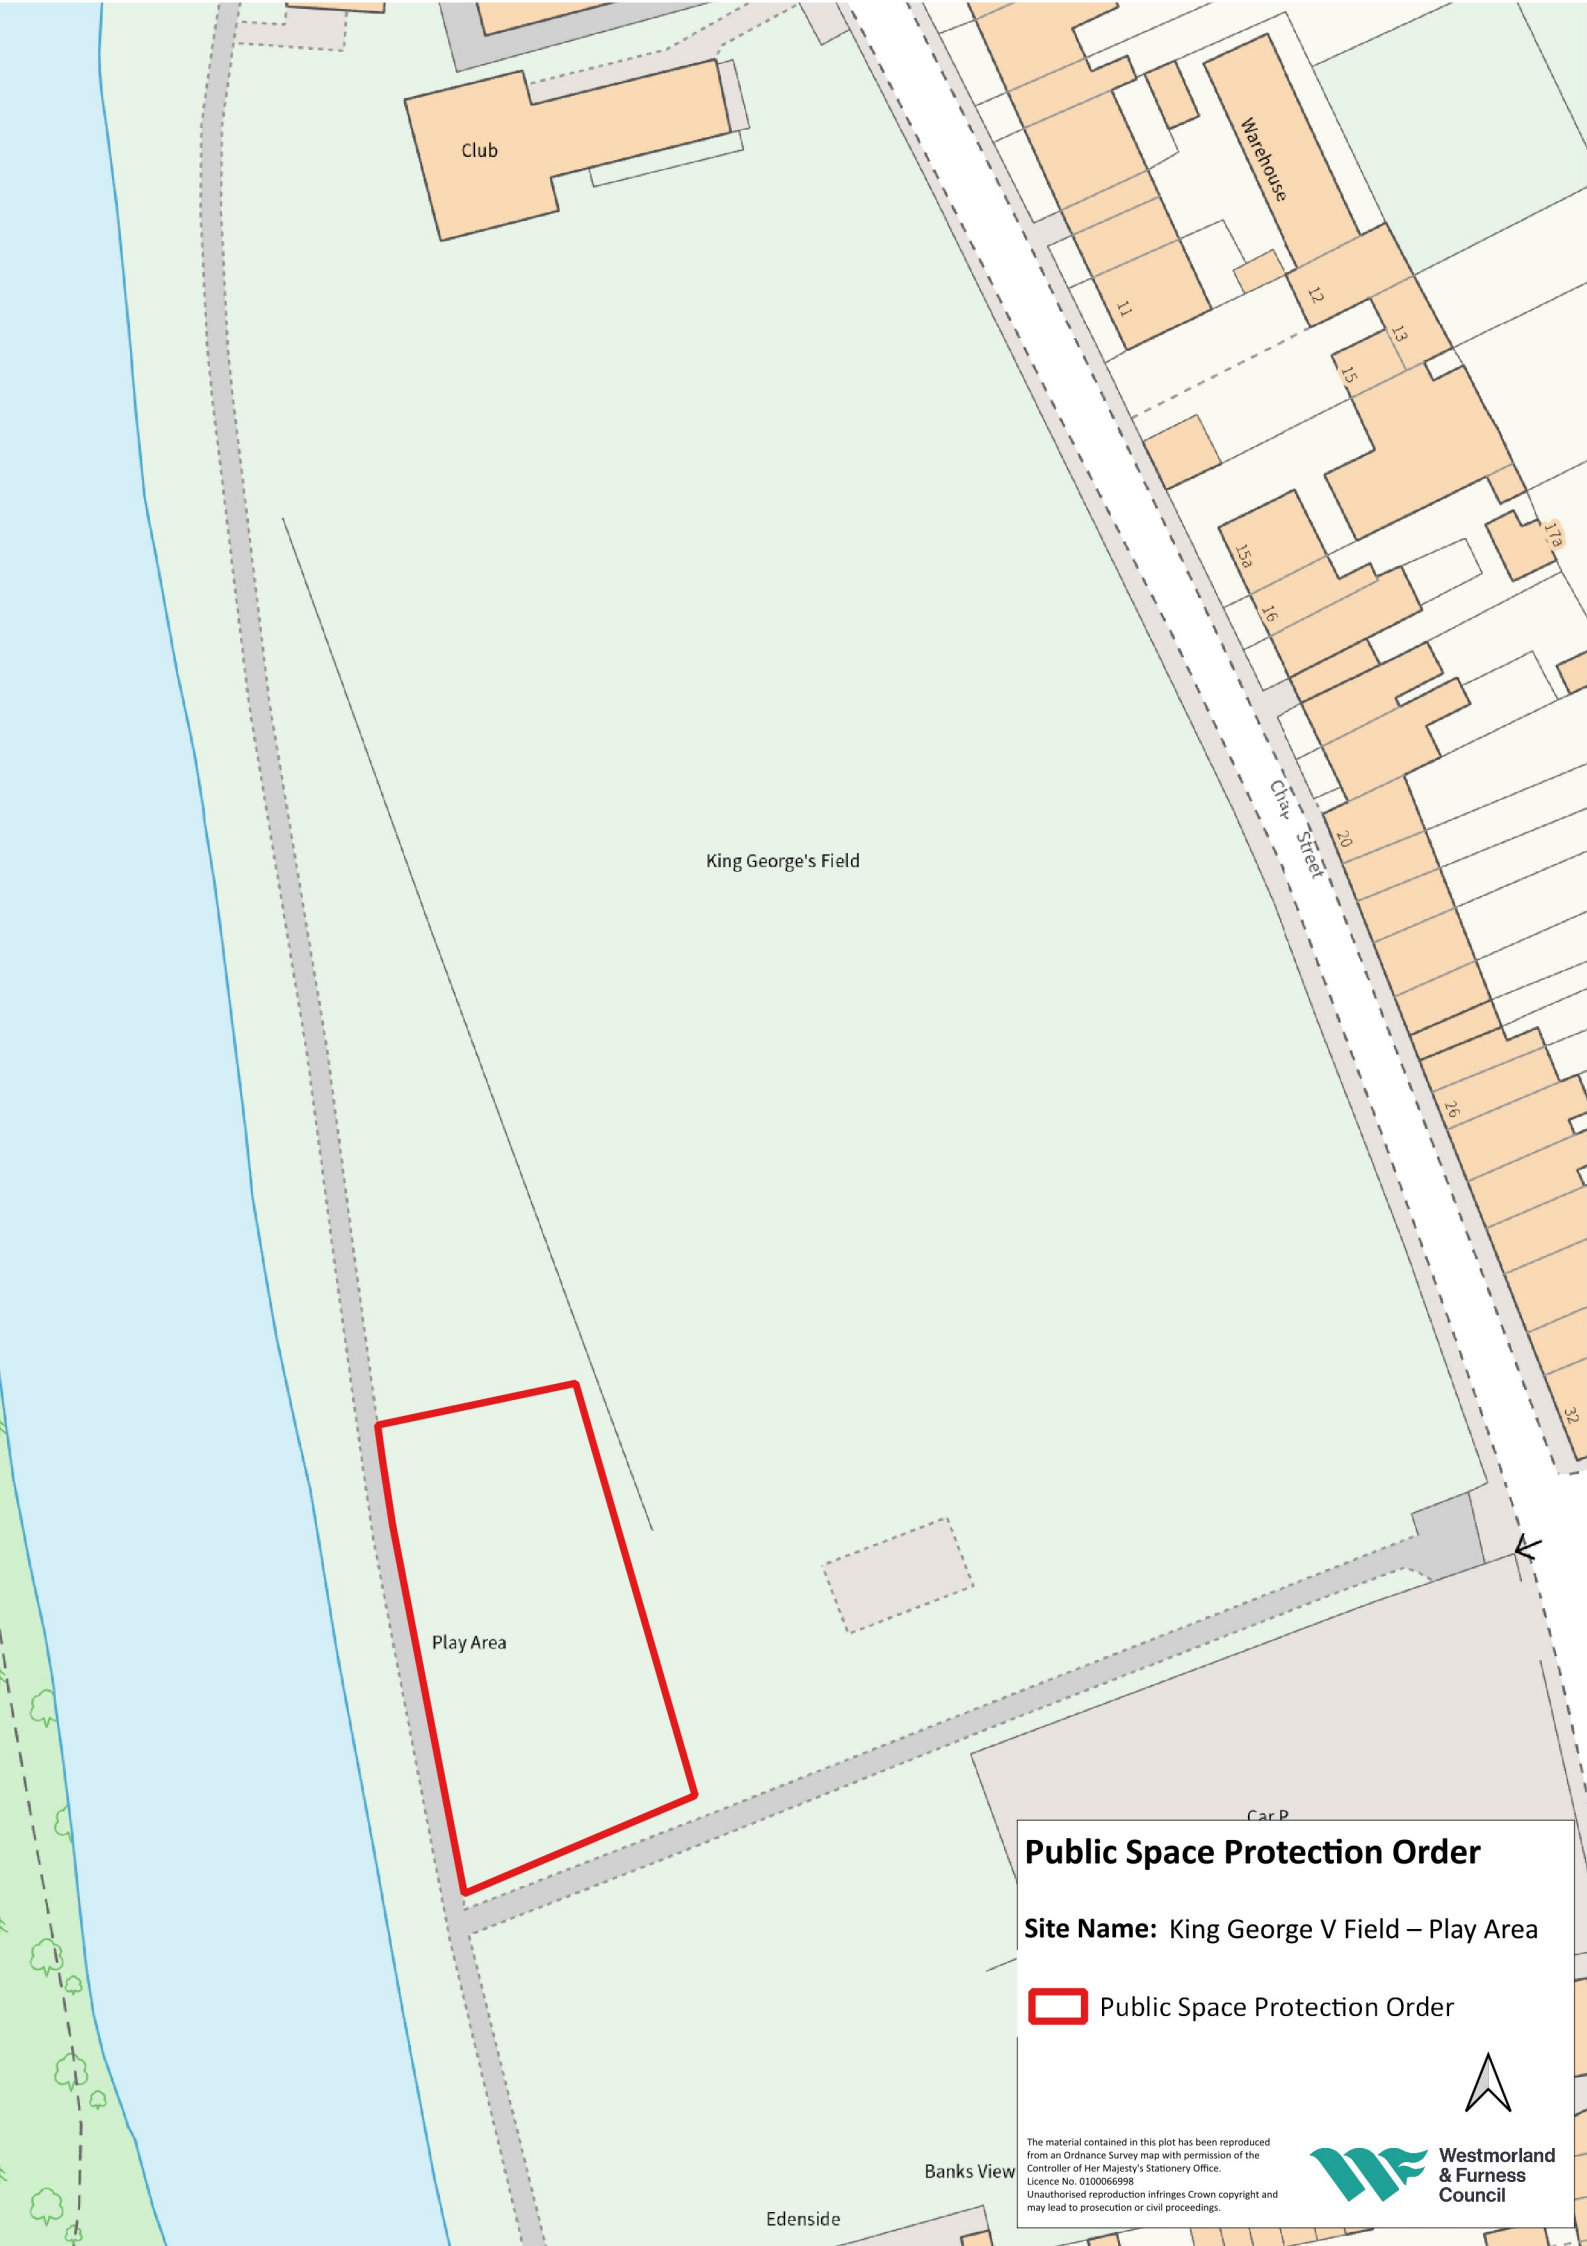 Club
Warehouse
11
12
13
15
17a
15a
16
Street
20
King George's Field
26
32
Play Area
Car P
Public Space Protection Order
Site Name: King George V Field – Play Area
Public Space Protection Order
The material contained in this plot has been reproduced
from an Ordnance Survey map with permission of the
Controller of Her Majesty's Stationery Office.
Licence No. 0100066998
Unauthorised reproduction infringes Crown copyright and
may lead to prosecution or civil proceedings.
Westmorland
& Furness
Council
Banks View
Edenside